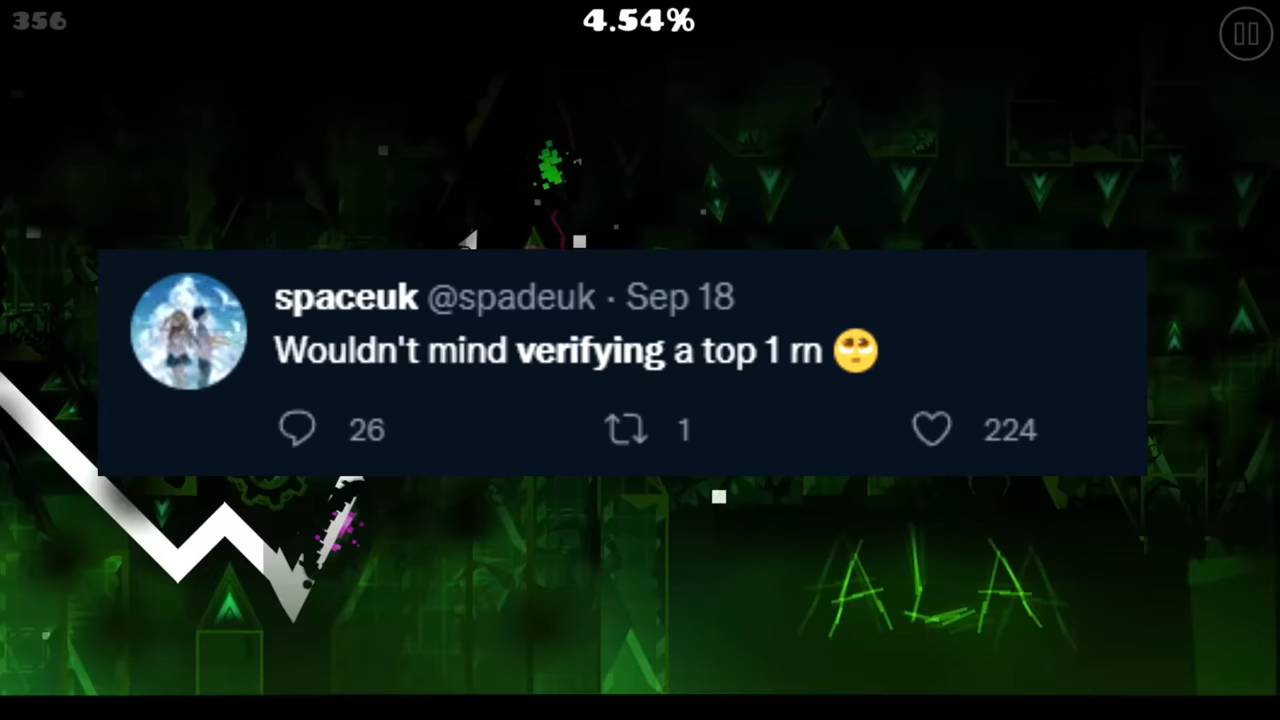 356
4.54%
spaceuk @spadeuk · Sep 18
Wouldn't mind verifying a top 1 rn 🥺
26 1 224
ALA